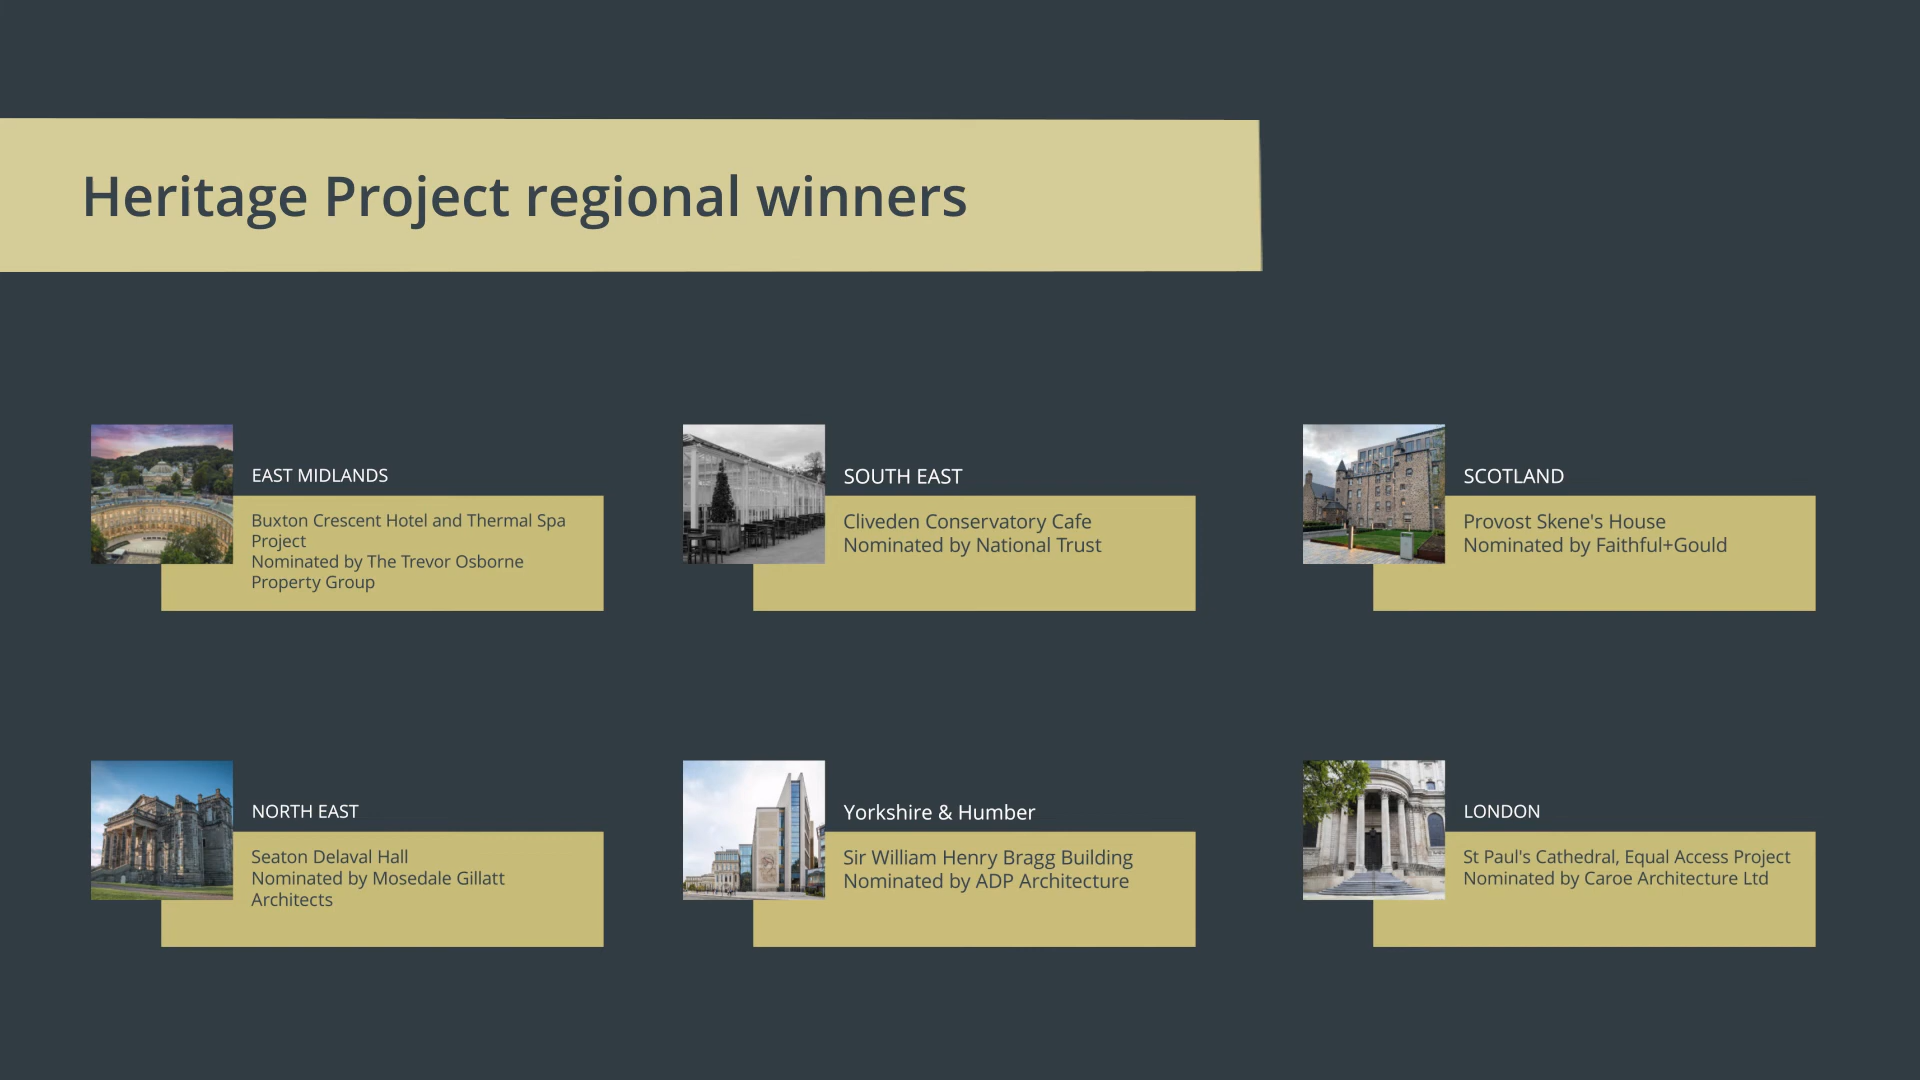 Heritage Project regional winners
EAST MIDLANDS
Buxton Crescent Hotel and Thermal Spa
Project
Nominated by The Trevor Osborne
Property Group
SOUTH EAST
Cliveden Conservatory Cafe
Nominated by National Trust
SCOTLAND
Provost Skene's House
Nominated by Faithful+Gould
NORTH EAST
Seaton Delaval Hall
Nominated by Mosedale Gillatt
Architects
Yorkshire & Humber
Sir William Henry Bragg Building
Nominated by ADP Architecture
LONDON
St Paul's Cathedral, Equal Access Project
Nominated by Caroe Architecture Ltd